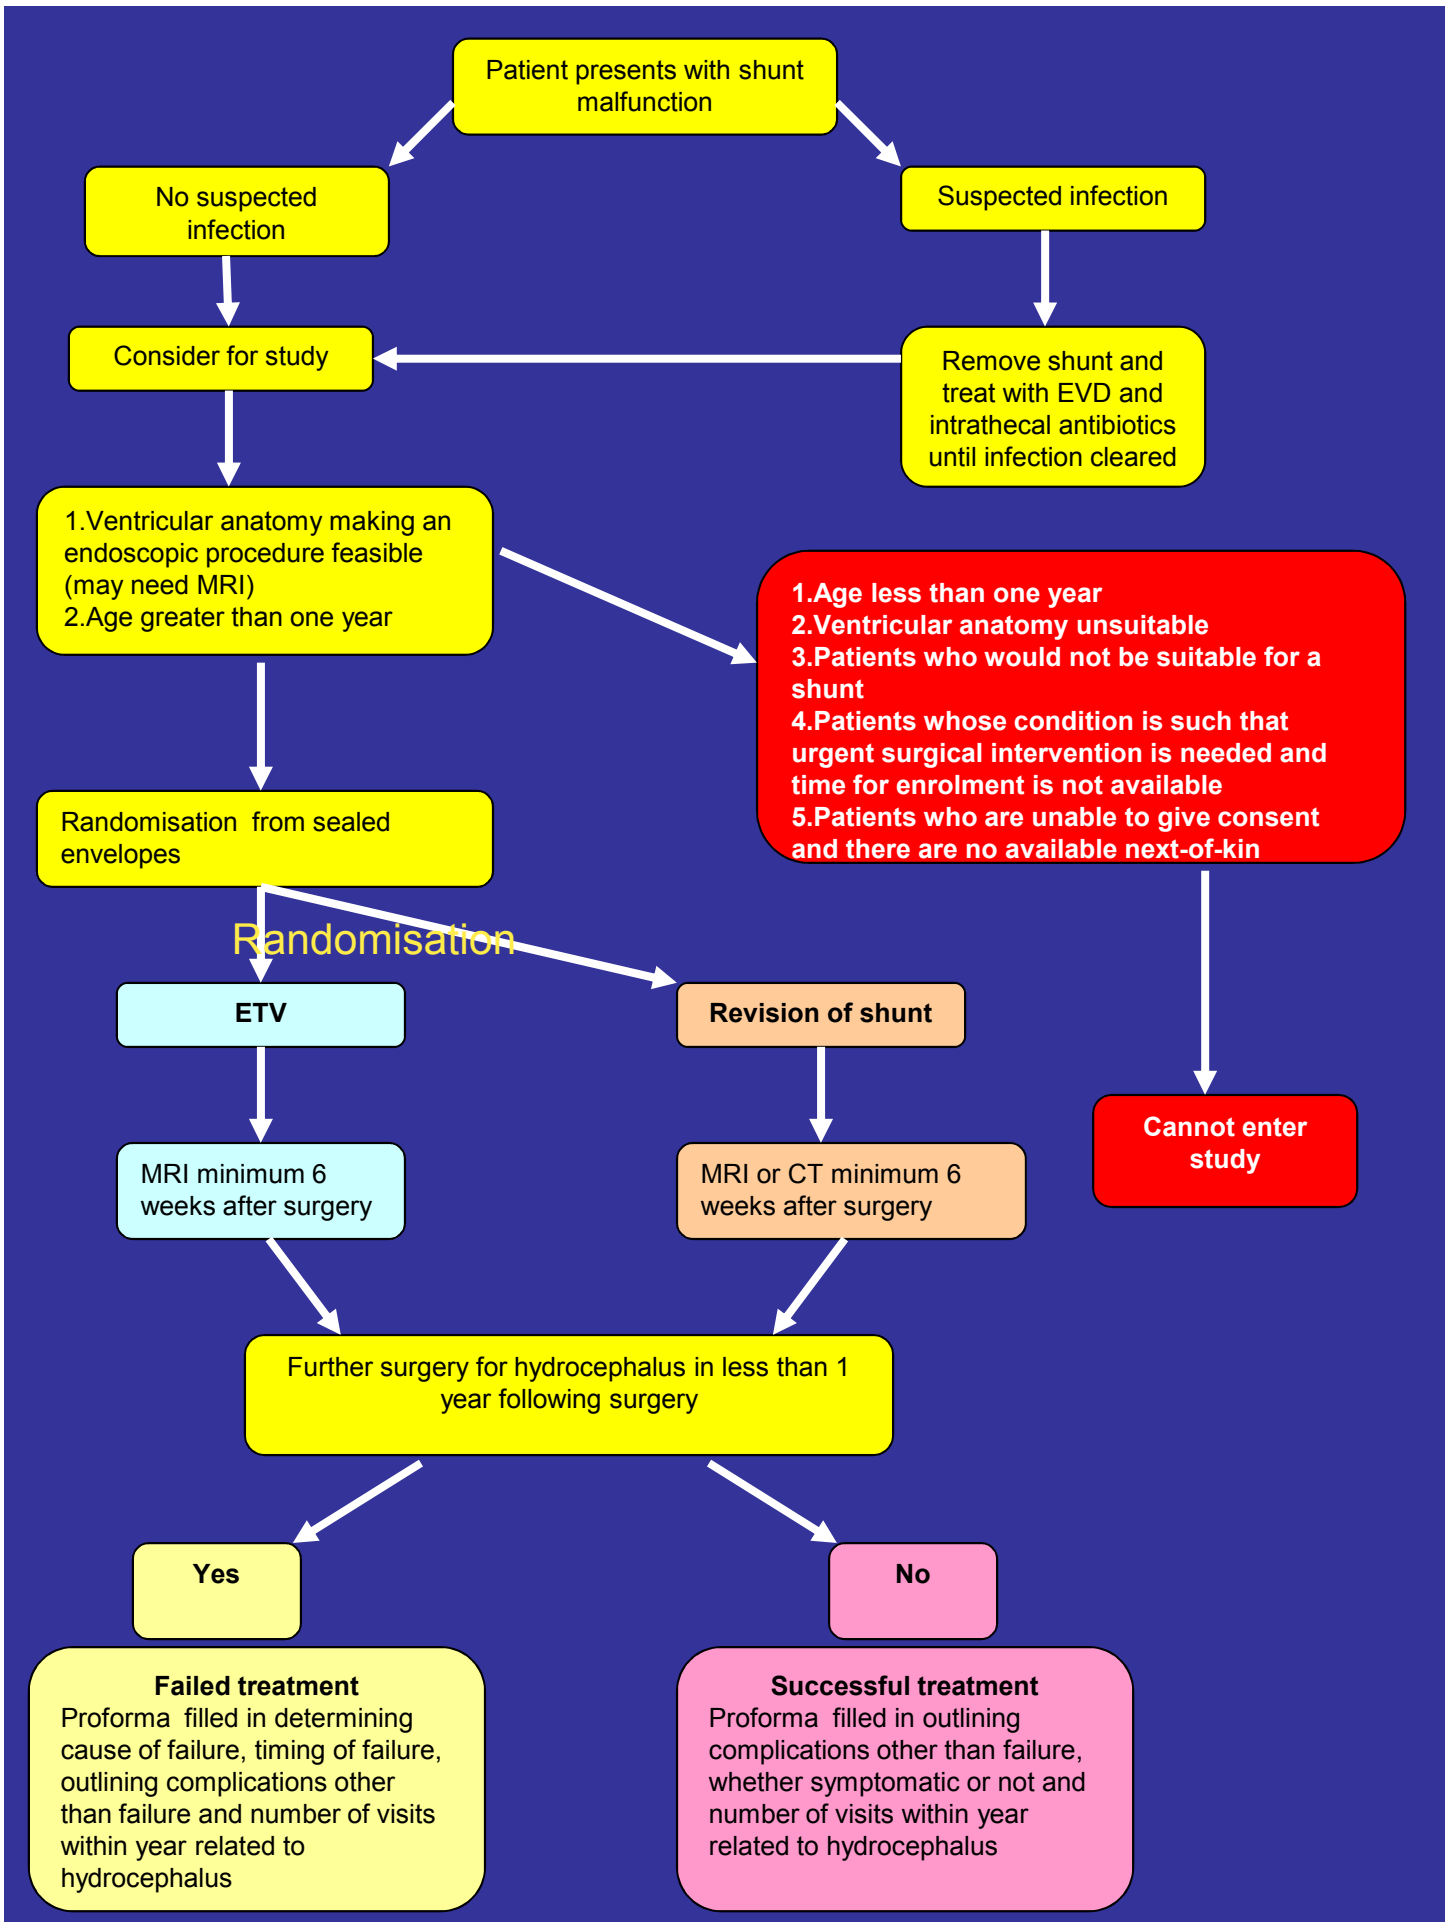 Patient presents with shunt
malfunction
No suspected
infection
Suspected infection
Consider for study
Remove shunt and
treat with EVD and
intrathecal antibiotics
until infection cleared
1.Ventricular anatomy making an
endoscopic procedure feasible
(may need MRI)
2.Age greater than one year
1.Age less than one year
2.Ventricular anatomy unsuitable
3.Patients who would not be suitable for a
shunt
4.Patients whose condition is such that
urgent surgical intervention is needed and
time for enrolment is not available
5.Patients who are unable to give consent
and there are no available next-of-kin
Randomisation from sealed
envelopes
Randomisation
ETV
Revision of shunt
Cannot enter
study
MRI minimum 6
weeks after surgery
MRI or CT minimum 6
weeks after surgery
Further surgery for hydrocephalus in less than 1
year following surgery
Yes
No
Failed treatment
Proforma filled in determining
cause of failure, timing of failure,
outlining complications other
than failure and number of visits
within year related to
hydrocephalus
Successful treatment
Proforma filled in outlining
complications other than failure,
whether symptomatic or not and
number of visits within year
related to hydrocephalus